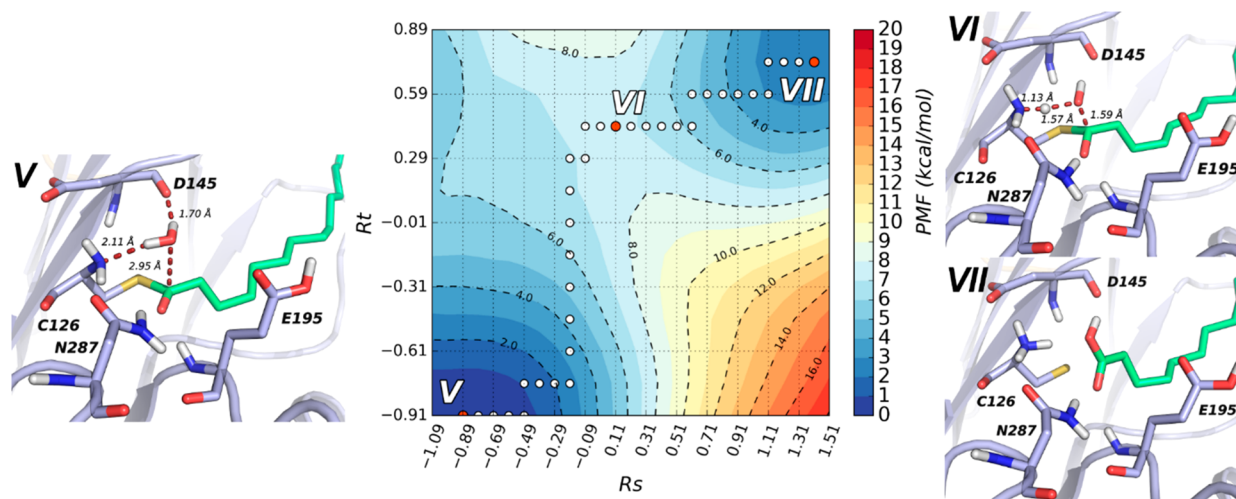 V
D145
1.70 Å
2.11 Å
2.95 Å
C126
N287
E195
Rt
0.89
0.59
0.29
−0.01
−0.31
−0.61
−0.91
8.0
VI
VII
4.0
6.0
6.0
8.0
10.0
4.0
12.0
2.0
14.0
V
16.0
−1.09
−0.89
−0.69
−0.49
−0.29
−0.09
0.11
0.31
0.51
0.71
0.91
1.11
1.31
1.51
Rs
20
19
18
17
16
15
14
13
12
11
10
9
8
7
6
5
4
3
2
1
0
PMF (kcal/mol)
VI
D145
1.13 Å
1.57 Å
1.59 Å
C126
E195
N287
VII
D145
C126
E195
N287